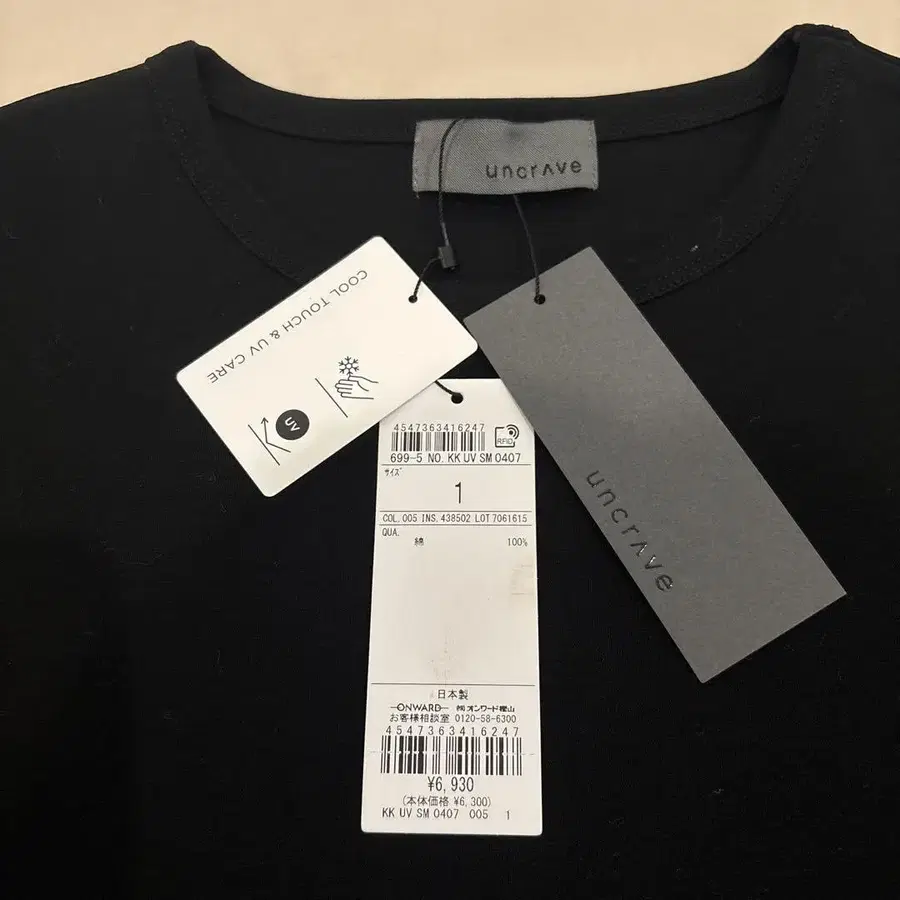 uncrʌve
COOL TOUCH & UV CARE
UV
4547363416247
RFID
699-5 NO. KK UV SM 0407
サイズ
1
COL. 005 INS. 438502 LOT 7061615
QUA.
綿 100%
uncrʌve
日本製
ONWARD ㈱オンワード樫山
お客様相談室 0120-58-6300
4547363416247
¥6,930
(本体価格 ¥6,300)
KK UV SM 0407 005 1